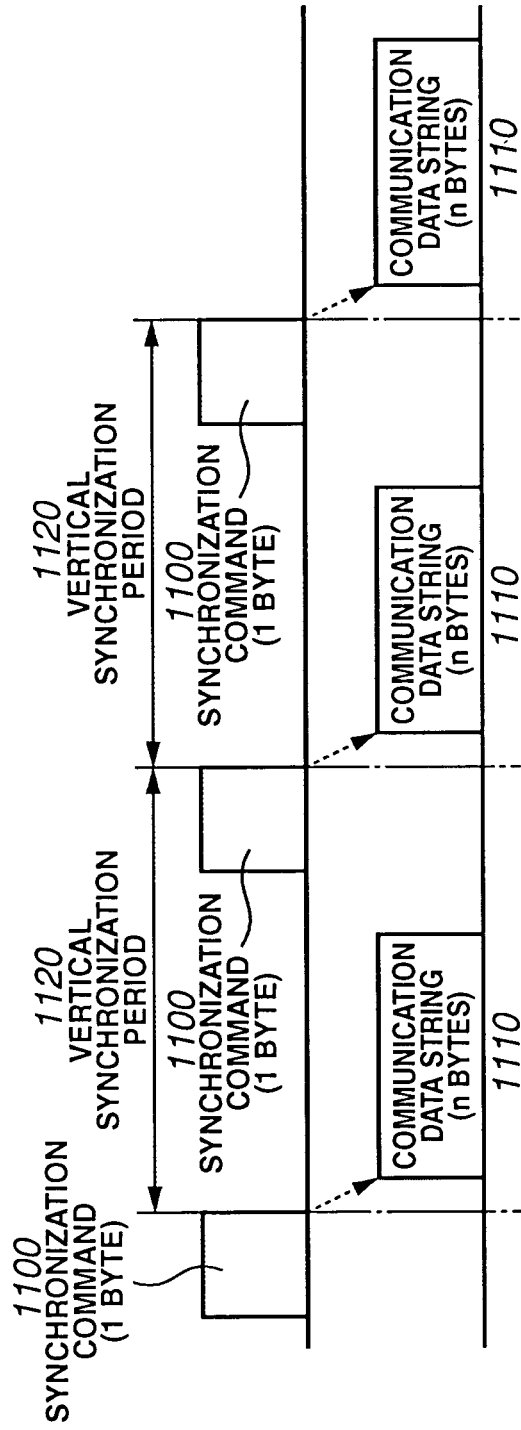 1100
SYNCHRONIZATION
COMMAND
(1 BYTE)
1120
VERTICAL
SYNCHRONIZATION
PERIOD
1100
SYNCHRONIZATION
COMMAND
(1 BYTE)
1120
VERTICAL
SYNCHRONIZATION
PERIOD
1100
SYNCHRONIZATION
COMMAND
(1 BYTE)
COMMUNICATION
DATA STRING
(n BYTES)
1110
COMMUNICATION
DATA STRING
(n BYTES)
1110
COMMUNICATION
DATA STRING
(n BYTES)
1110